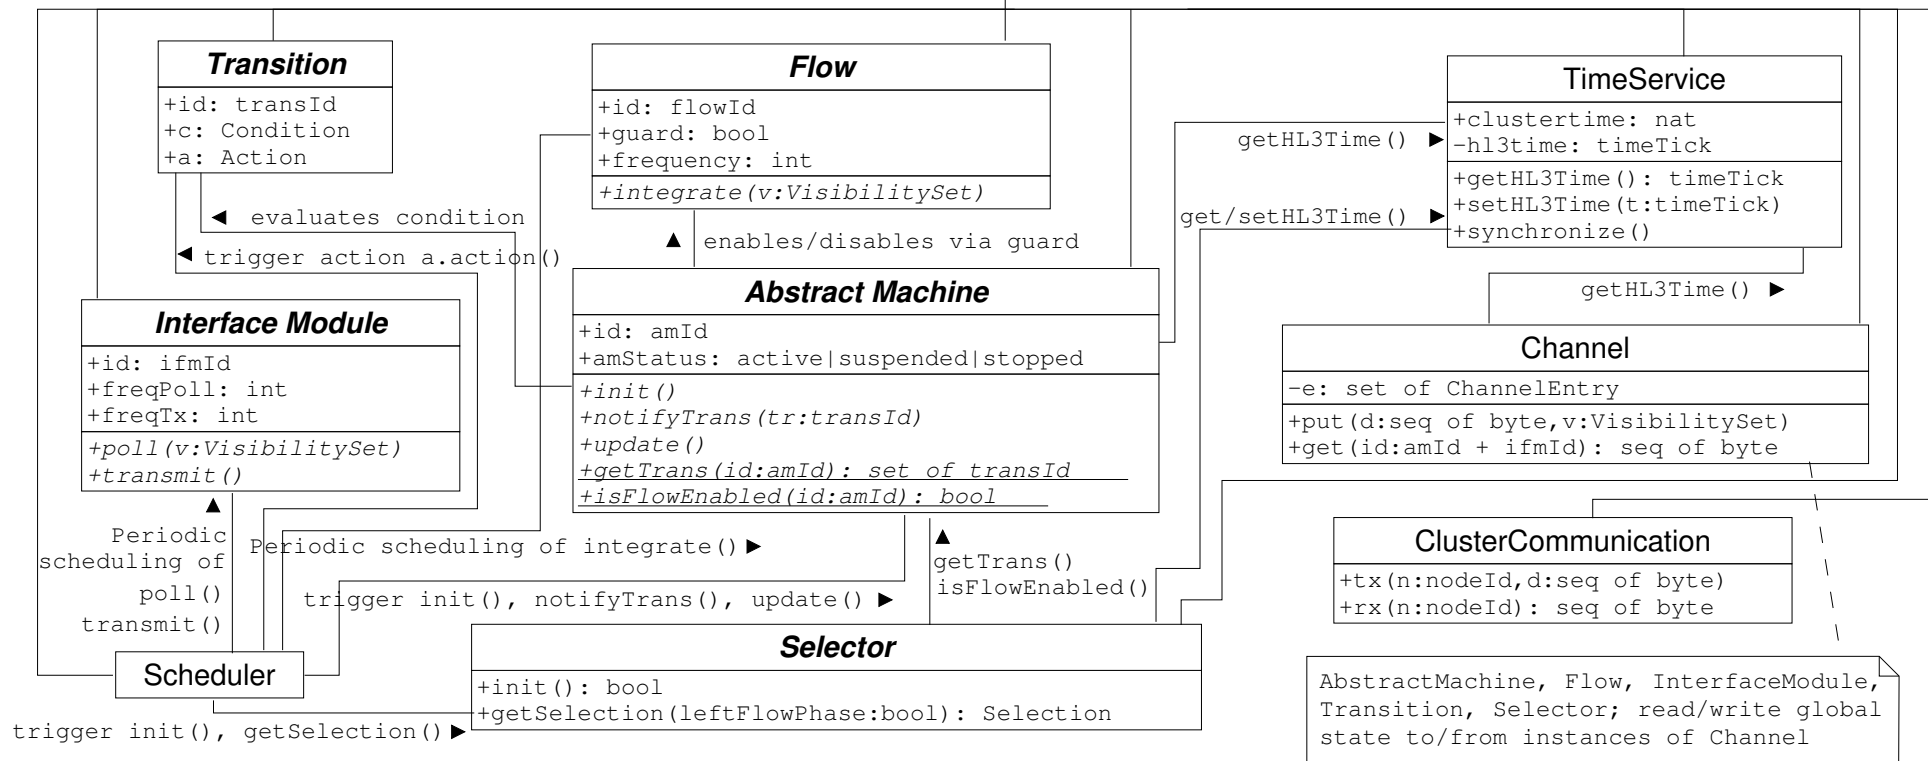 Transition
+id: transId
+c: Condition
+a: Action
Flow
+id: flowId
+guard: bool
+frequency: int
+integrate(v:VisibilitySet)
TimeService
+clustertime: nat
-hl3time: timeTick
+getHL3Time(): timeTick
+setHL3Time(t:timeTick)
+synchronize()
getHL3Time() ►
get/setHL3Time() ►
◄ evaluates condition
◄ trigger action a.action()
▲ enables/disables via guard
getHL3Time() ►
Interface Module
+id: ifmId
+freqPoll: int
+freqTx: int
+poll(v:VisibilitySet)
+transmit()
Abstract Machine
+id: amId
+amStatus: active|suspended|stopped
+init()
+notifyTrans(tr:transId)
+update()
+getTrans(id:amId): set of transId
+isFlowEnabled(id:amId): bool
Channel
-e: set of ChannelEntry
+put(d:seq of byte,v:VisibilitySet)
+get(id:amId + ifmId): seq of byte
▲
Periodic
scheduling of
poll()
transmit()
Periodic scheduling of integrate() ►
trigger init(), notifyTrans(), update() ►
▲
getTrans()
isFlowEnabled()
ClusterCommunication
+tx(n:nodeId,d:seq of byte)
+rx(n:nodeId): seq of byte
Scheduler
Selector
+init(): bool
+getSelection(leftFlowPhase:bool): Selection
trigger init(), getSelection() ►
AbstractMachine, Flow, InterfaceModule,
Transition, Selector; read/write global
state to/from instances of Channel